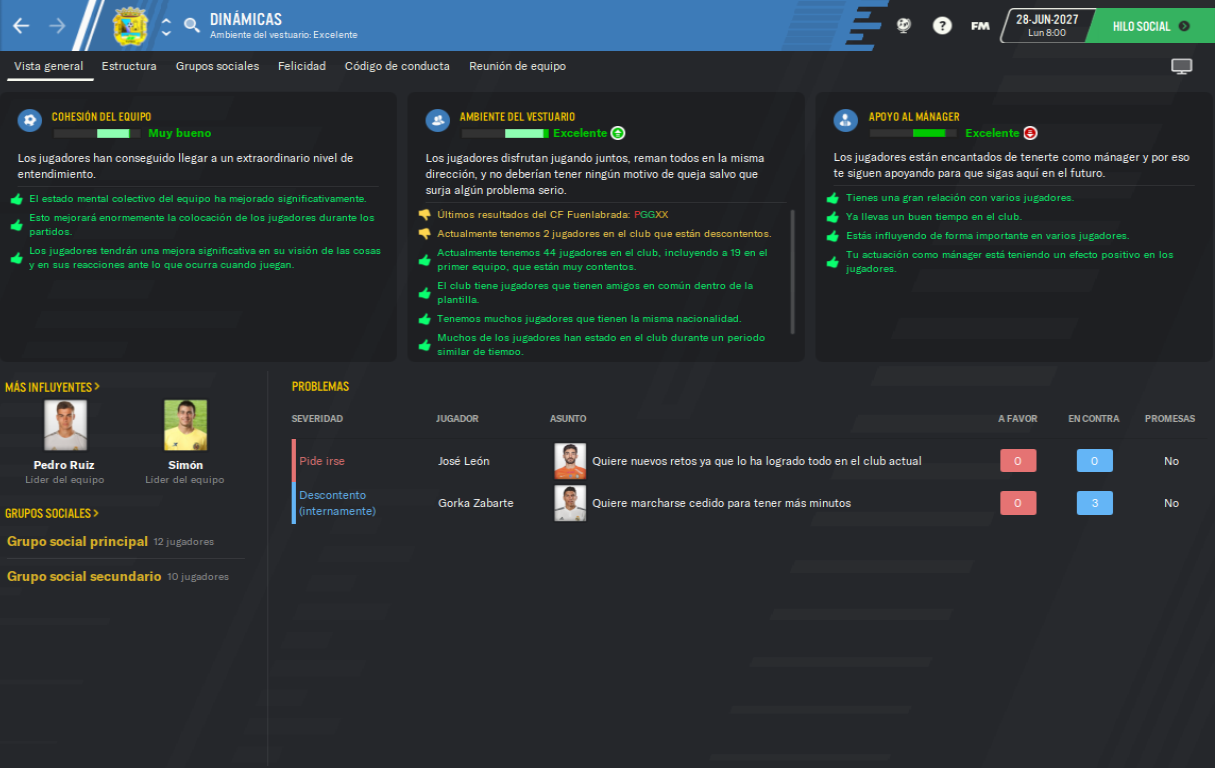 DINÁMICAS
Ambiente del vestuario: Excelente
?
FM
28-JUN-2027
Lun 8:00
HILO SOCIAL
Vista general
Estructura
Grupos sociales
Felicidad
Código de conducta
Reunión de equipo
COHESIÓN DEL EQUIPO
Muy bueno
Los jugadores han conseguido llegar a un extraordinario nivel de
entendimiento.
El estado mental colectivo del equipo ha mejorado significativamente.
Esto mejorará enormemente la colocación de los jugadores durante los
partidos.
Los jugadores tendrán una mejora significativa en su visión de las cosas
y en sus reacciones ante lo que ocurra cuando juegan.
AMBIENTE DEL VESTUARIO
Excelente
Los jugadores disfrutan jugando juntos, reman todos en la misma
dirección, y no deberían tener ningún motivo de queja salvo que
surja algún problema serio.
Últimos resultados del CF Fuenlabrada: PGGXX
Actualmente tenemos 2 jugadores en el club que están descontentos.
Actualmente tenemos 44 jugadores en el club, incluyendo a 19 en el
primer equipo, que están muy contentos.
El club tiene jugadores que tienen amigos en común dentro de la
plantilla.
Tenemos muchos jugadores que tienen la misma nacionalidad.
Muchos de los jugadores han estado en el club durante un periodo
similar de tiempo.
APOYO AL MÁNAGER
Excelente
Los jugadores están encantados de tenerte como mánager y por eso
te siguen apoyando para que sigas aquí en el futuro.
Tienes una gran relación con varios jugadores.
Ya llevas un buen tiempo en el club.
Estás influyendo de forma importante en varios jugadores.
Tu actuación como mánager está teniendo un efecto positivo en los
jugadores.
MÁS INFLUYENTES >
Pedro Ruiz
Líder del equipo
Simón
Líder del equipo
GRUPOS SOCIALES >
Grupo social principal 12 jugadores
Grupo social secundario 10 jugadores
PROBLEMAS
SEVERIDAD
JUGADOR
ASUNTO
A FAVOR
EN CONTRA
PROMESAS
Pide irse
José León
Quiere nuevos retos ya que lo ha logrado todo en el club actual
0
0
No
Descontento
(internamente)
Gorka Zabarte
Quiere marcharse cedido para tener más minutos
0
3
No